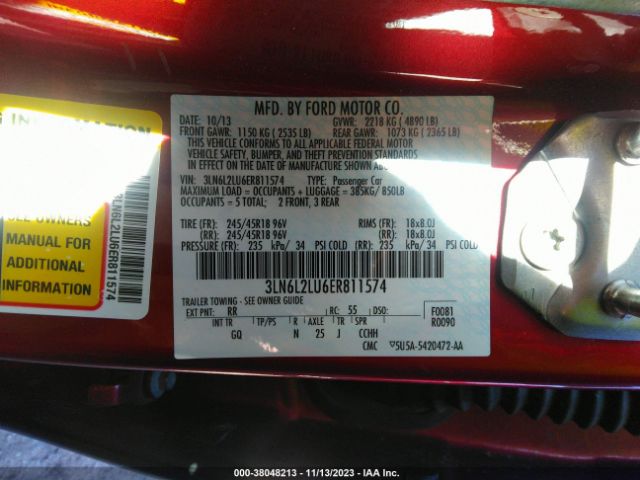 INFORMATION
SEE OWNERS
MANUAL FOR
ADDITIONAL
INFORMATION
3LN6L2LU6ER811574
MFD. BY FORD MOTOR CO.
DATE: 10/13 GVWR: 2218 KG ( 4890 LB)
FRONT GAWR: 1150 KG ( 2535 LB) REAR GAWR: 1073 KG ( 2365 LB)
THIS VEHICLE CONFORMS TO ALL APPLICABLE FEDERAL MOTOR
VEHICLE SAFETY, BUMPER, AND THEFT PREVENTION STANDARDS
IN EFFECT ON THE DATE OF MANUFACTURE SHOWN ABOVE.
VIN: 3LN6L2LU6ER811574 TYPE: Passenger Car
MAXIMUM LOAD = OCCUPANTS + LUGGAGE = 385KG/ 850LB
OCCUPANTS = 5 TOTAL; 2 FRONT, 3 REAR
TIRE (FR): 245/45R18 96V RIMS (FR): 18x8.0J
(RR): 245/45R18 96V (RR): 18x8.0J
PRESSURE (FR): 235 kPa/ 34 PSI COLD (RR): 235 kPa/ 34 PSI COLD
3LN6L2LU6ER811574
TRAILER TOWING - SEE OWNER GUIDE
EXT PNT: RR RC: 55 DSO: F0081
R0090
INT TR TP/PS R AXLE TR SPR
GQ N 25 J CCHH
CMC ▽5U5A-5420472-AA
000-38048213 - 11/13/2023 - IAA Inc.